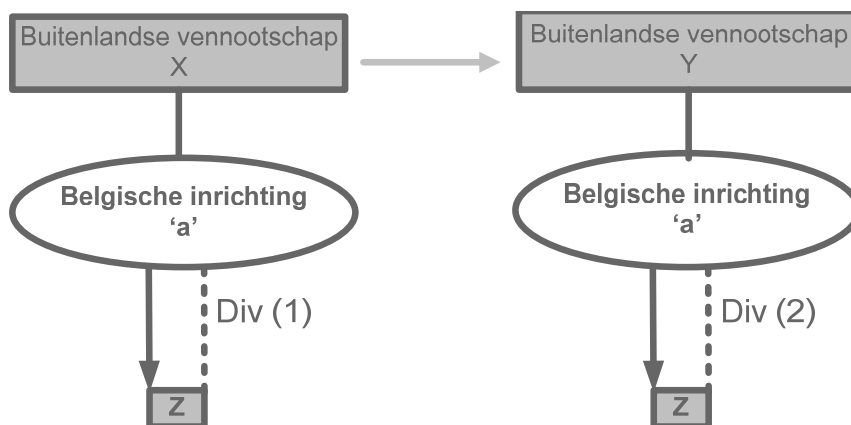 Buitenlandse vennootschap
X
Belgische inrichting
‘a’
Div (1)
Z
Buitenlandse vennootschap
Y
Belgische inrichting
‘a’
Div (2)
Z